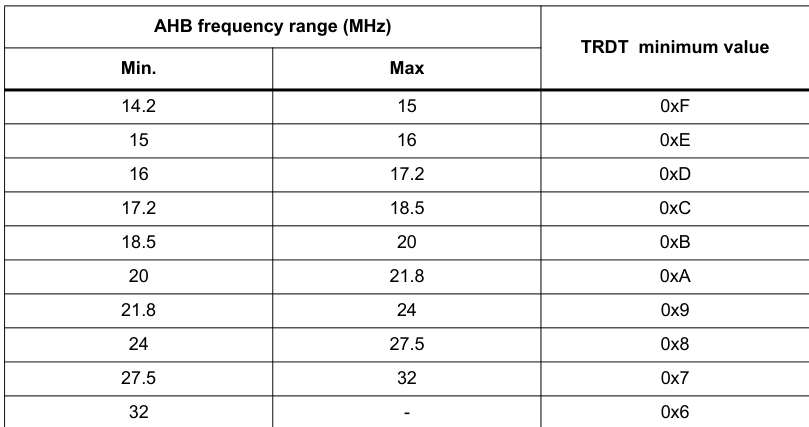 AHB frequency range (MHz)
TRDT minimum value
Min.
Max
14.2 15 0xF
15 16 0xE
16 17.2 0xD
17.2 18.5 0xC
18.5 20 0xB
20 21.8 0xA
21.8 24 0x9
24 27.5 0x8
27.5 32 0x7
32 - 0x6